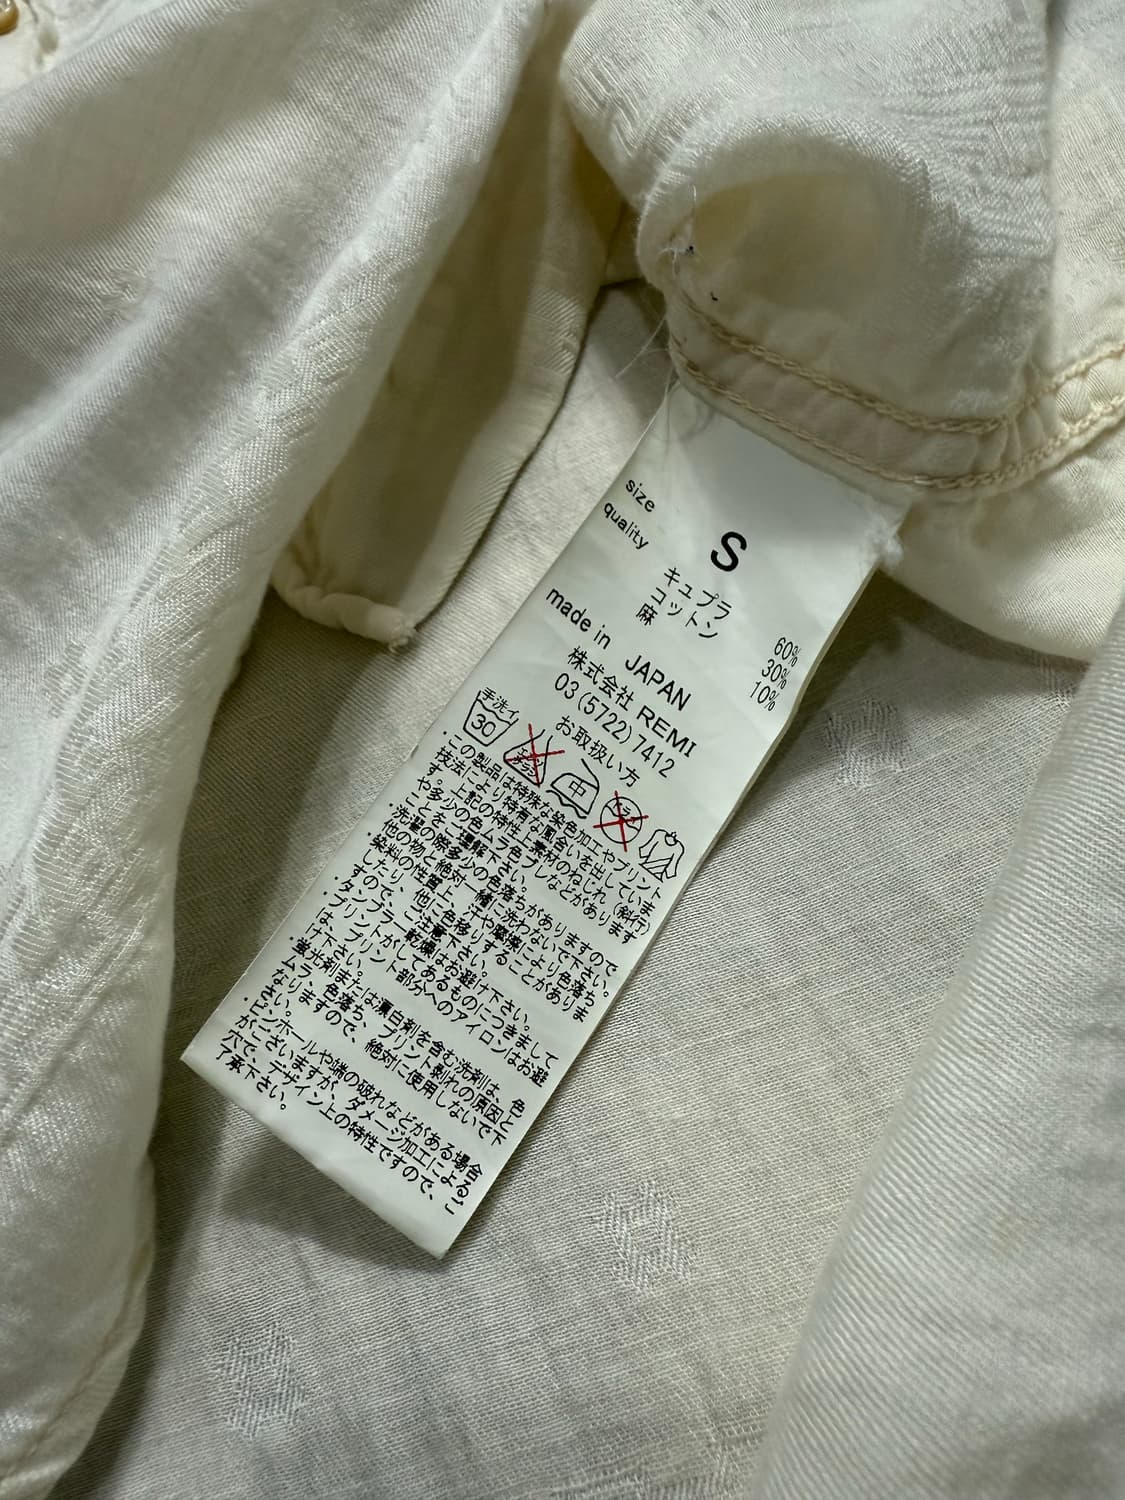 size
S
quality
キュプラ 60%
コットン 30%
麻 10%
made in JAPAN
株式会社 REMI
03 (5722) 7412
お取扱い方
手洗イ
30
エンソ
サラシ
中
ドライ
・この製品は特殊な染色加工やプリント
技法により特有な風合いを出していま
す。上記の特性上素材のねじれ（斜行）
や多少の色ムラ色ブレなどがあります
ことをご理解下さい。
・洗濯の際多少の色落ちがありますので
他の物と絶対一緒に洗わないで下さい。
・染料の性質上、汗や摩擦により色落ち
したり、他に色移りすることがありま
すので、ご注意下さい。
・タンブラー乾燥はお避け下さい。
・プリントがしてあるものにつきまして
は、プリント部分へのアイロンはお避
け下さい。
・蛍光剤または漂白剤を含む洗剤は、色
ムラ、色落ち、プリント剥れの原因と
なりますので、絶対に使用しないで下
さい。
・ピンホールや端の破れなどがある場合
がございますが、ダメージ加工によるご
穴で、デザイン上の特性ですので、ご
了承下さい。